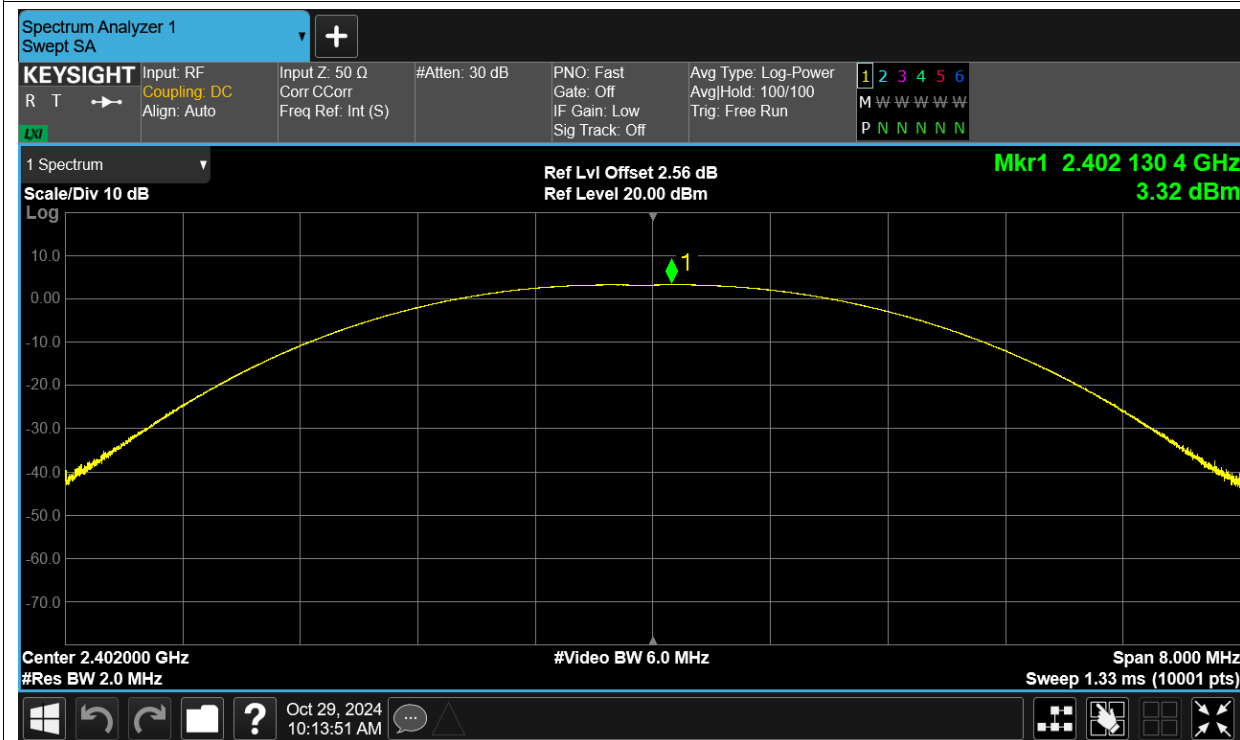 Spectrum Analyzer 1
Swept SA
KEYSIGHT
R T
LXI
Input: RF
Coupling: DC
Align: Auto
Input Z: 50 Ω
Corr CCorr
Freq Ref: Int (S)
#Atten: 30 dB
PNO: Fast
Gate: Off
IF Gain: Low
Sig Track: Off
Avg Type: Log-Power
Avg|Hold: 100/100
Trig: Free Run
1 2 3 4 5 6
M W W W W W
P N N N N N
1 Spectrum
Scale/Div 10 dB
Ref Lvl Offset 2.56 dB
Ref Level 20.00 dBm
Mkr1 2.402 130 4 GHz
3.32 dBm
Log
10.0
0.00
-10.0
-20.0
-30.0
-40.0
-50.0
-60.0
-70.0
1
Center 2.402000 GHz
#Res BW 2.0 MHz
#Video BW 6.0 MHz
Span 8.000 MHz
Sweep 1.33 ms (10001 pts)
?
Oct 29, 2024
10:13:51 AM